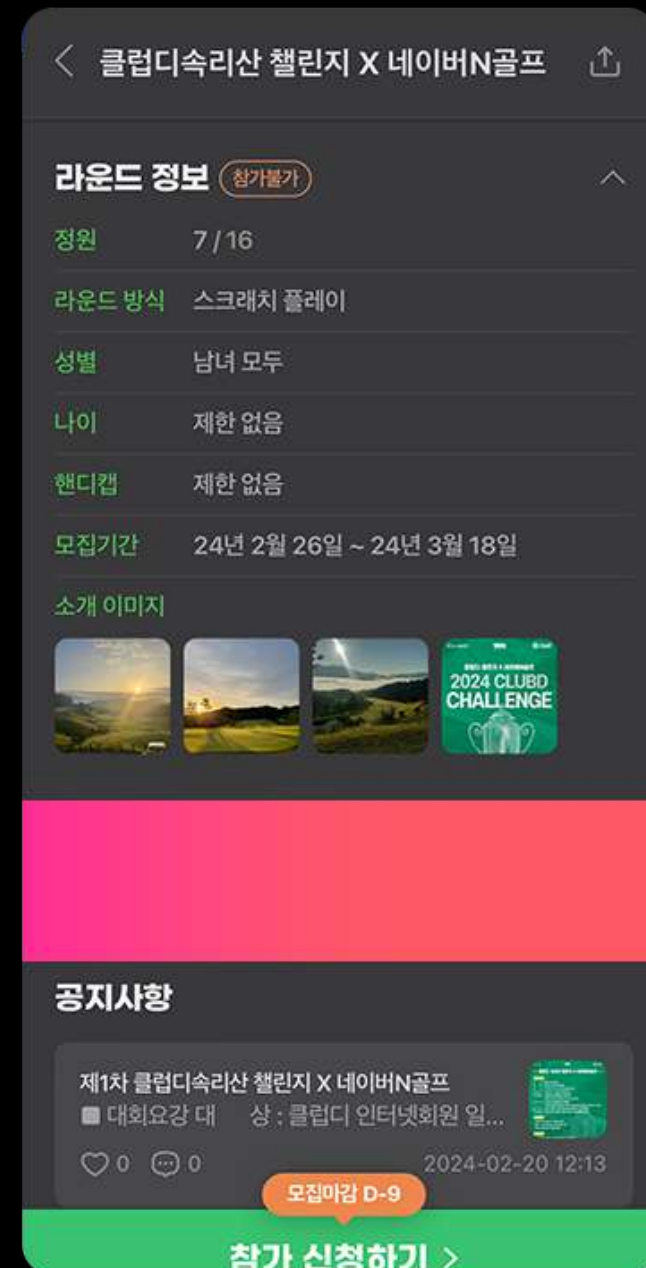 클럽디속리산 챌린지 X 네이버N골프
라운드 정보 참가불가
정원 7 / 16
라운드 방식 스크래치 플레이
성별 남녀 모두
나이 제한 없음
핸디캡 제한 없음
모집기간 24년 2월 26일 ~ 24년 3월 18일
소개 이미지
2024 CLUBD
CHALLENGE
공지사항
제1차 클럽디속리산 챌린지 X 네이버N골프
■ 대회요강 대 상 : 클럽디 인터넷회원 일...
0 0 2024-02-20 12:13
모집마감 D-9
참가 신청하기 >